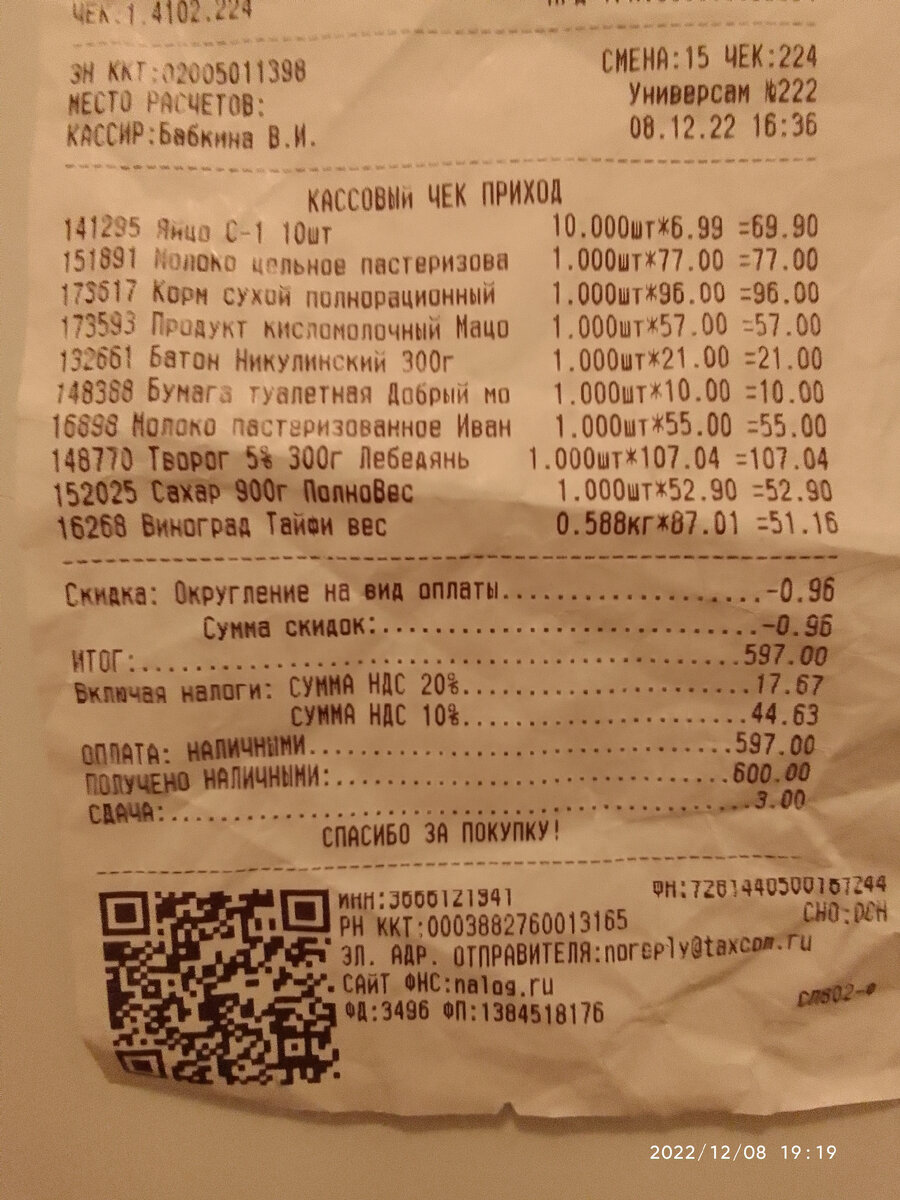 ЧЕК.1.4102.224
ЗН ККТ:02005011398 СМЕНА:15 ЧЕК:224
МЕСТО РАСЧЕТОВ: Универсам №222
КАССИР:Бабкина В.И. 08.12.22 16:36
КАССОВЫЙ ЧЕК ПРИХОД
141295 Яйцо С-1 10шт 10.000шт*6.99 =69.90
151891 Молоко цельное пастеризова 1.000шт*77.00 =77.00
173617 Корм сухой полнорационный 1.000шт*96.00 =96.00
173593 Продукт кисломолочный Мацо 1.000шт*57.00 =57.00
132661 Батон Никулинский 300г 1.000шт*21.00 =21.00
148388 Бумага туалетная Добрый мо 1.000шт*10.00 =10.00
16898 Молоко пастеризованное Иван 1.000шт*55.00 =55.00
148770 Творог 5% 300г Лебедянь 1.000шт*107.04 =107.04
152025 Сахар 900г ПолноВес 1.000шт*52.90 =52.90
16268 Виноград Тайфи вес 0.588кг*87.01 =51.16
Скидка: Округление на вид оплаты....................-0.96
Сумма скидок:.............................-0.96
ИТОГ:..............................................597.00
Включая налоги: СУММА НДС 20%......................17.67
СУММА НДС 10%......................44.63
ОПЛАТА: НАЛИЧНЫМИ................................597.00
ПОЛУЧЕНО НАЛИЧНЫМИ:..............................600.00
СДАЧА:.............................................3.00
СПАСИБО ЗА ПОКУПКУ!
ИНН:3666121941 ФН:7281440500187244
РН ККТ:0003882760013165 СНО:ОСН
ЭЛ. АДР. ОТПРАВИТЕЛЯ:noreply@taxcom.ru
САЙТ ФНС:nalog.ru
ФД:3496 ФП:1384518176
2022/12/08 19:19